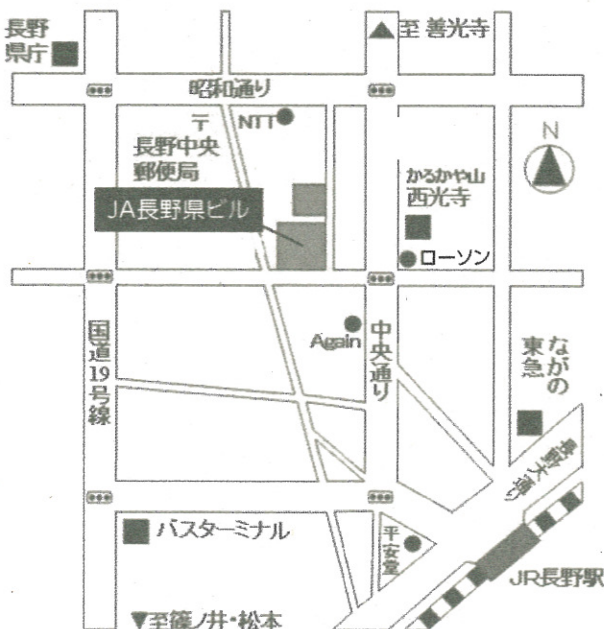 長野
県庁
至 善光寺
昭和通り
〒 NTT
長野中央
郵便局
N
かるかや山
西光寺
JA長野県ビル
ローソン
国道19号線
Again
中央通り
ながの
東急
長野大通り
バスターミナル
平安堂
JR長野駅
▼至篠ノ井・松本